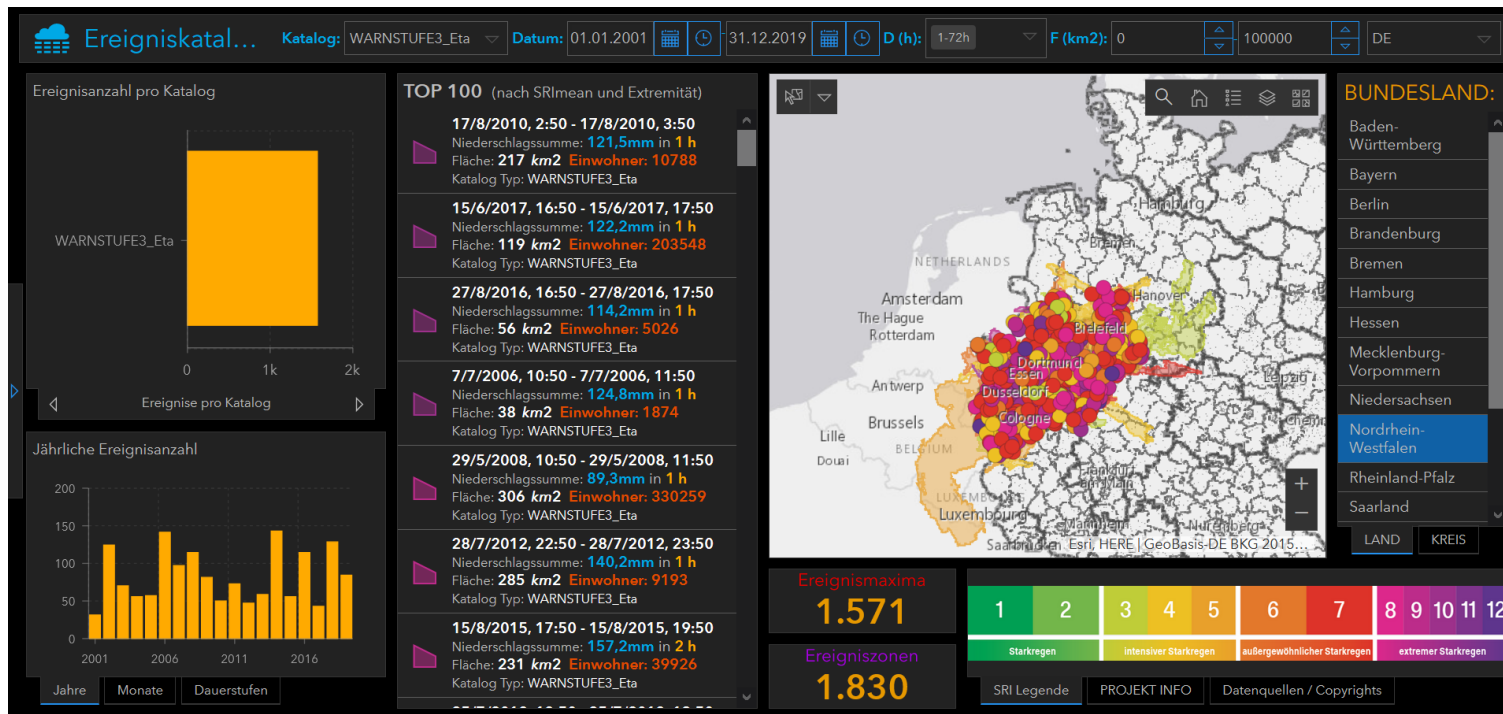 Ereigniskatal...
Katalog: WARNSTUFE3_Eta Datum: 01.01.2001 - 31.12.2019 D (h): 1-72h F (km2): 0 - 100000 DE
Ereignisanzahl pro Katalog
WARNSTUFE3_Eta
0 1k 2k
Ereignise pro Katalog
Jährliche Ereignisanzahl
200
150
100
50
0
2001 2006 2011 2016
Jahre Monate Dauerstufen
TOP 100 (nach SRImean und Extremität)
17/8/2010, 2:50 - 17/8/2010, 3:50
Niederschlagssumme: 121,5mm in 1 h
Fläche: 217 km2 Einwohner: 10788
Katalog Typ: WARNSTUFE3_Eta
15/6/2017, 16:50 - 15/6/2017, 17:50
Niederschlagssumme: 122,2mm in 1 h
Fläche: 119 km2 Einwohner: 203548
Katalog Typ: WARNSTUFE3_Eta
27/8/2016, 16:50 - 27/8/2016, 17:50
Niederschlagssumme: 114,2mm in 1 h
Fläche: 56 km2 Einwohner: 5026
Katalog Typ: WARNSTUFE3_Eta
7/7/2006, 10:50 - 7/7/2006, 11:50
Niederschlagssumme: 124,8mm in 1 h
Fläche: 38 km2 Einwohner: 1874
Katalog Typ: WARNSTUFE3_Eta
29/5/2008, 10:50 - 29/5/2008, 11:50
Niederschlagssumme: 89,3mm in 1 h
Fläche: 306 km2 Einwohner: 330259
Katalog Typ: WARNSTUFE3_Eta
28/7/2012, 22:50 - 28/7/2012, 23:50
Niederschlagssumme: 140,2mm in 1 h
Fläche: 285 km2 Einwohner: 9193
Katalog Typ: WARNSTUFE3_Eta
15/8/2015, 17:50 - 15/8/2015, 19:50
Niederschlagssumme: 157,2mm in 2 h
Fläche: 231 km2 Einwohner: 39926
Katalog Typ: WARNSTUFE3_Eta
Hamburg
Bremen
NETHERLANDS
Amsterdam
Hanover
The Hague
Rotterdam
Bielefeld
Dortmund
Essen
Leipzig
Antwerp
Dusseldorf
Brussels
Cologne
Lille
BELGIUM
Douai
Frankfurt
am Main
LUXEMBOURG
Luxembourg
Mannheim
Nuremberg
Saarbrücken
Esri, HERE | GeoBasis-DE BKG 2015...
BUNDESLAND:
Baden-
Württemberg
Bayern
Berlin
Brandenburg
Bremen
Hamburg
Hessen
Mecklenburg-
Vorpommern
Niedersachsen
Nordrhein-
Westfalen
Rheinland-Pfalz
Saarland
LAND KREIS
Ereignismaxima
1.571
Ereigniszonen
1.830
1 2 3 4 5 6 7 8 9 10 11 12
Starkregen intensiver Starkregen außergewöhnlicher Starkregen extremer Starkregen
SRI Legende PROJEKT INFO Datenquellen / Copyrights